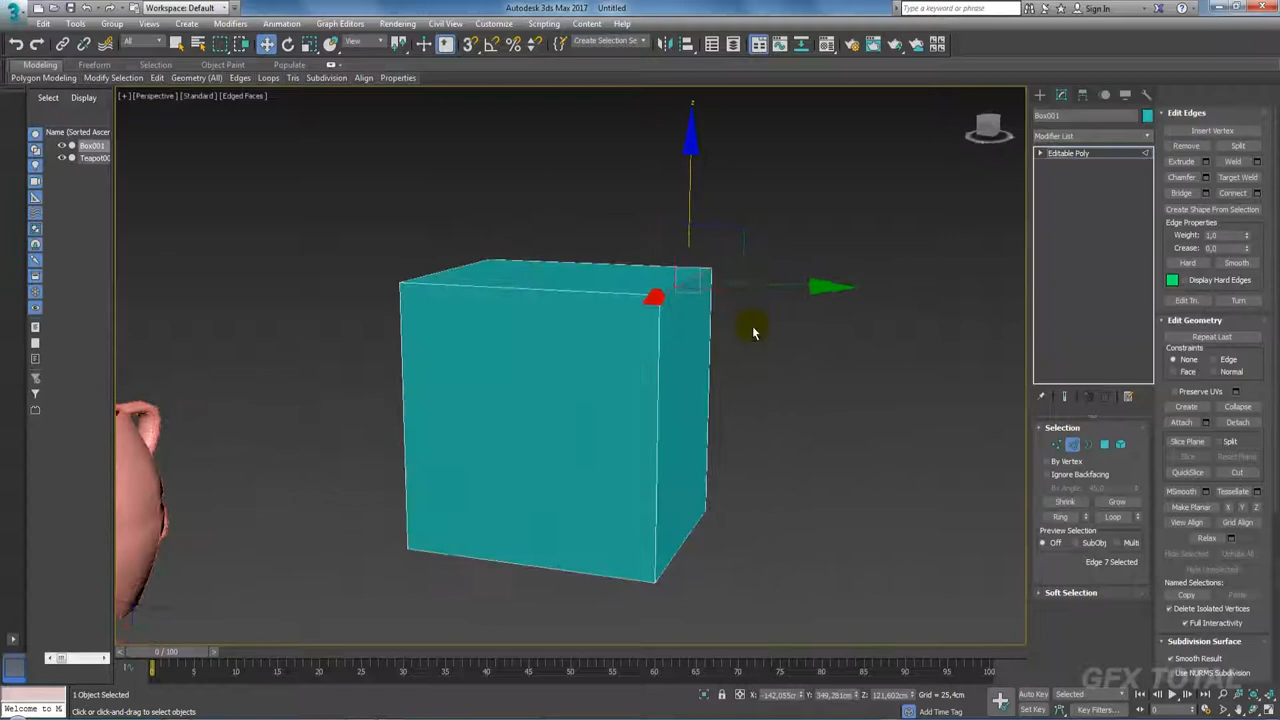 Workspace: Default
Autodesk 3ds Max 2017    Untitled
Type a keyword or phrase
Sign In
Edit Tools Group Views Create Modifiers Animation Graph Editors Rendering Civil View Customize Scripting Content Help
All
View
Create Selection Se
Modeling Freeform Selection Object Paint Populate
Polygon Modeling Modify Selection Edit Geometry (All) Edges Loops Tris Subdivision Align Properties
Select Display
Name (Sorted Ascen
Box001
Teapot00
[+] [Perspective] [Standard] [Edged Faces]
z
Box001
Modifier List
Editable Poly
Selection
By Vertex
Ignore Backfacing
By Angle: 45,0
Shrink Grow
Ring Loop
Preview Selection
Off SubObj Multi
Edge 7 Selected
Soft Selection
Edit Edges
Insert Vertex
Remove Split
Extrude Weld
Chamfer Target Weld
Bridge Connect
Create Shape From Selection
Edge Properties
Weight: 1,0
Crease: 0,0
Hard Smooth
Display Hard Edges
Edit Tri. Turn
Edit Geometry
Repeat Last
Constraints
None Edge
Face Normal
Preserve UVs
Create Collapse
Attach Detach
Slice Plane Split
Slice Reset Plane
QuickSlice Cut
MSmooth Tessellate
Make Planar X Y Z
View Align Grid Align
Relax
Hide Selected Unhide All
Hide Unselected
Named Selections:
Copy Paste
Delete Isolated Vertices
Full Interactivity
Subdivision Surface
Smooth Result
Use NURMS Subdivision
GFX TOTAL
0 / 100
0 5 10 15 20 25 30 35 40 45 50 55 60 65 70 75 80 85 90 95 100
1 Object Selected
X: -142,055cm Y: 349,281cm Z: 121,602cm Grid = 25,4cm
Auto Key Selected
Welcome to M
Click or click-and-drag to select objects
Add Time Tag
Set Key Key Filters... 0